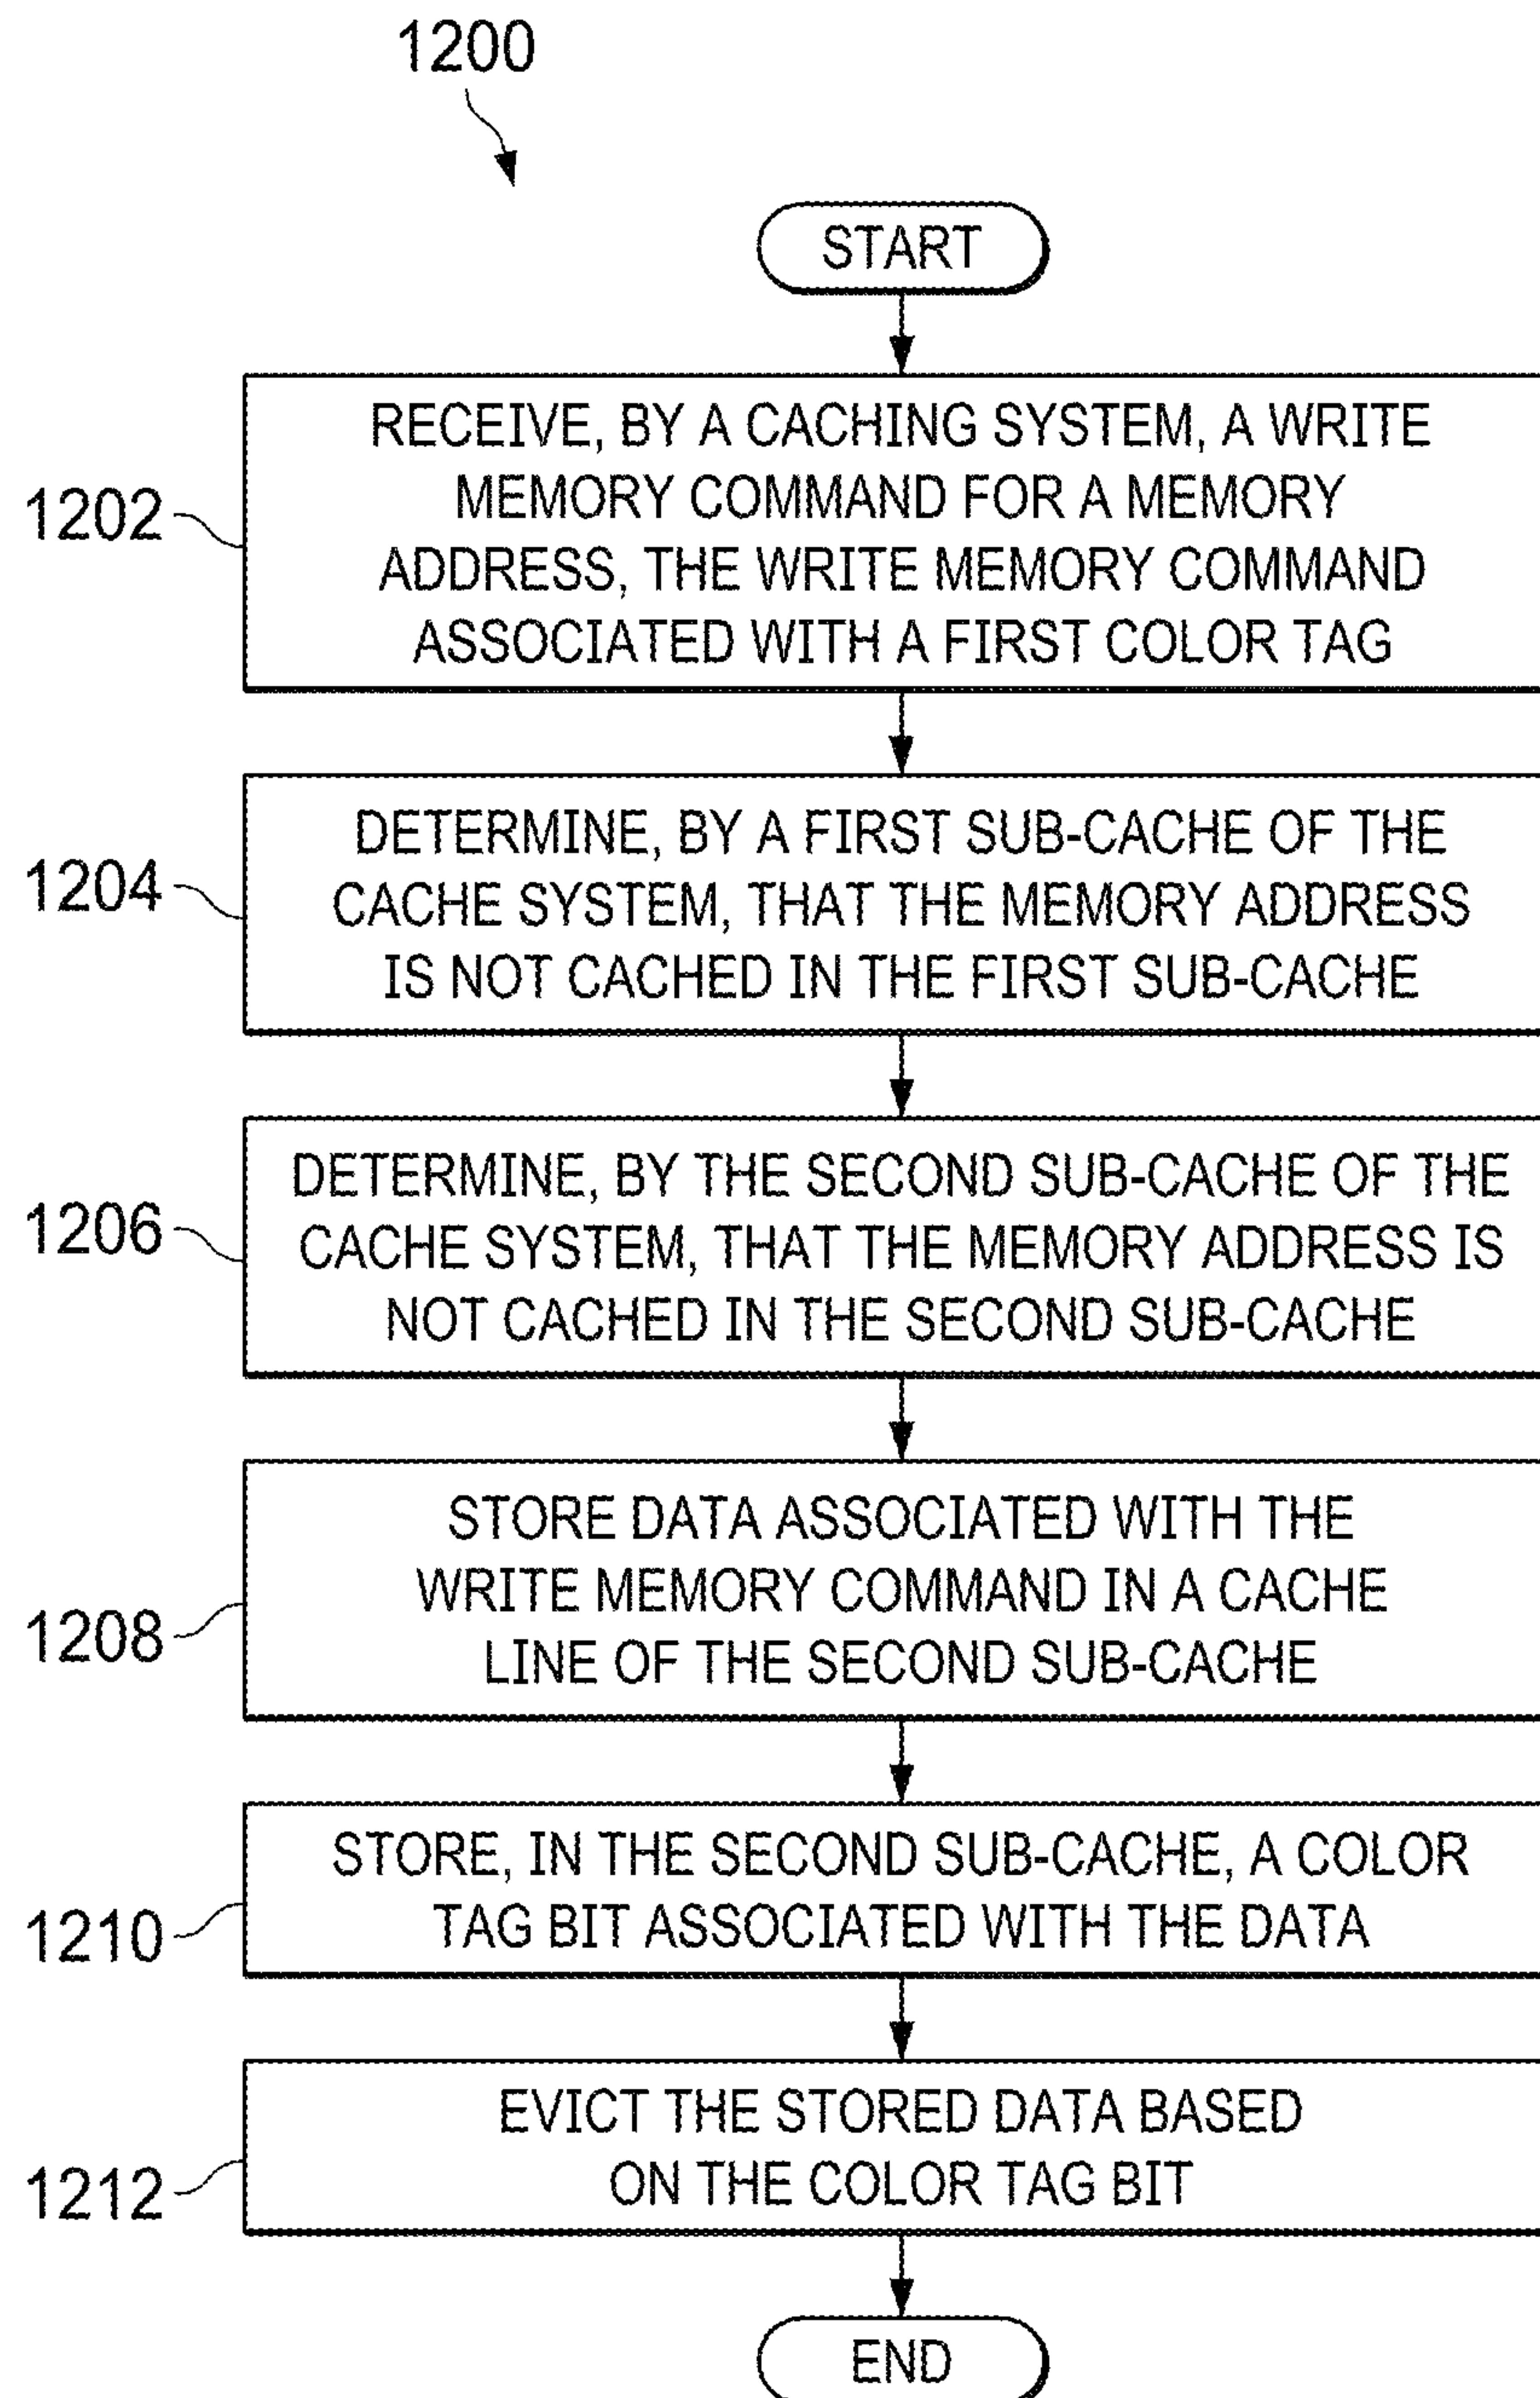 1200
START
1202
RECEIVE, BY A CACHING SYSTEM, A WRITE
MEMORY COMMAND FOR A MEMORY
ADDRESS, THE WRITE MEMORY COMMAND
ASSOCIATED WITH A FIRST COLOR TAG
1204
DETERMINE, BY A FIRST SUB-CACHE OF THE
CACHE SYSTEM, THAT THE MEMORY ADDRESS
IS NOT CACHED IN THE FIRST SUB-CACHE
1206
DETERMINE, BY THE SECOND SUB-CACHE OF THE
CACHE SYSTEM, THAT THE MEMORY ADDRESS IS
NOT CACHED IN THE SECOND SUB-CACHE
1208
STORE DATA ASSOCIATED WITH THE
WRITE MEMORY COMMAND IN A CACHE
LINE OF THE SECOND SUB-CACHE
1210
STORE, IN THE SECOND SUB-CACHE, A COLOR
TAG BIT ASSOCIATED WITH THE DATA
1212
EVICT THE STORED DATA BASED
ON THE COLOR TAG BIT
END